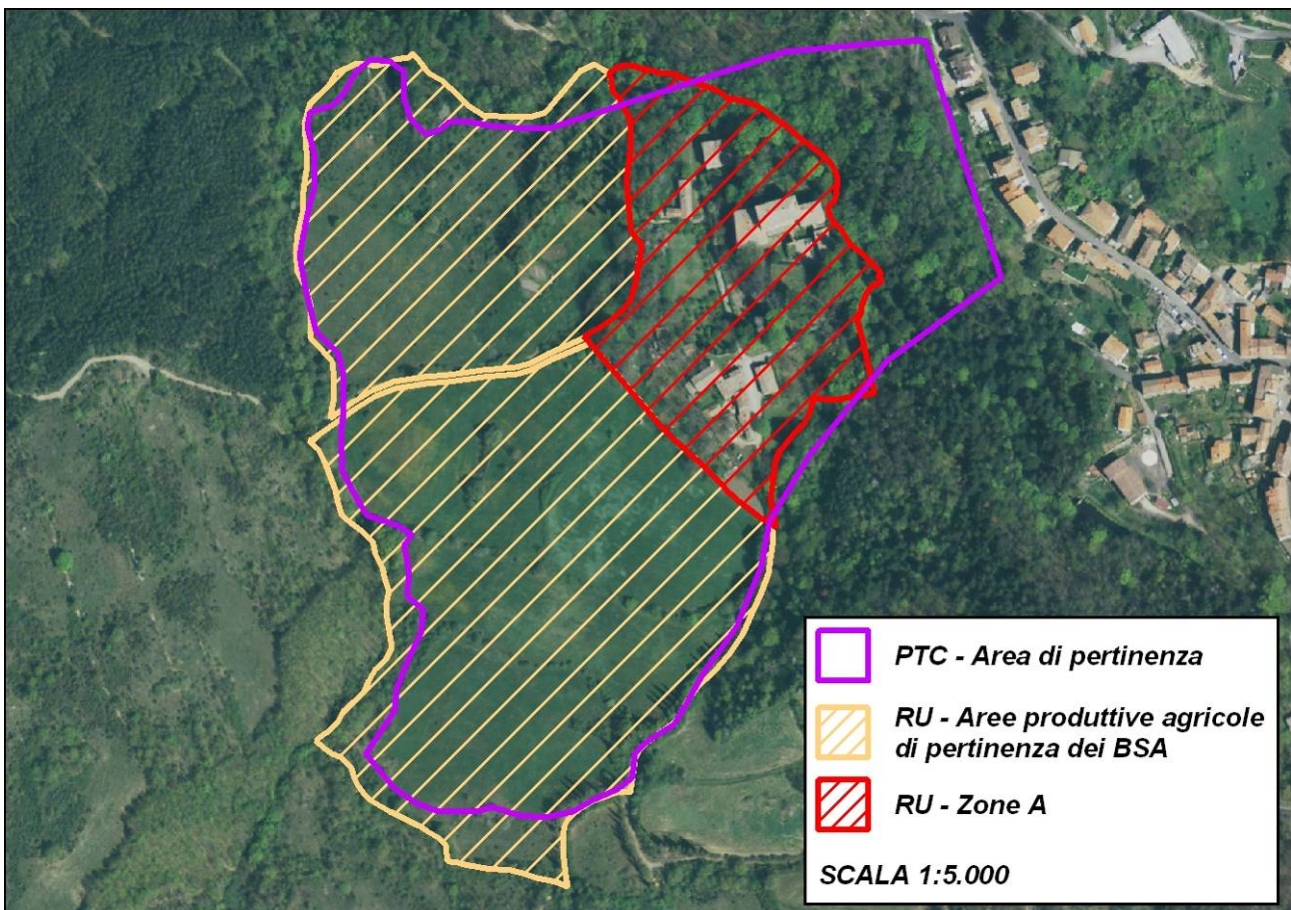 PTC - Area di pertinenza
RU - Aree produttive agricole
di pertinenza dei BSA
RU - Zone A
SCALA 1:5.000